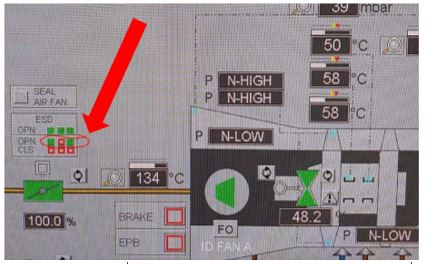 39 mbar
50 °C
P N-HIGH
58 °C
P N-HIGH
58 °C
SEAL
AIR FAN
ESD
OPN
OPN
CLS
P N-LOW
134 °C
100.0 %
48.2 %
BRAKE
FO
P N-LOW
EPB
ID FAN A